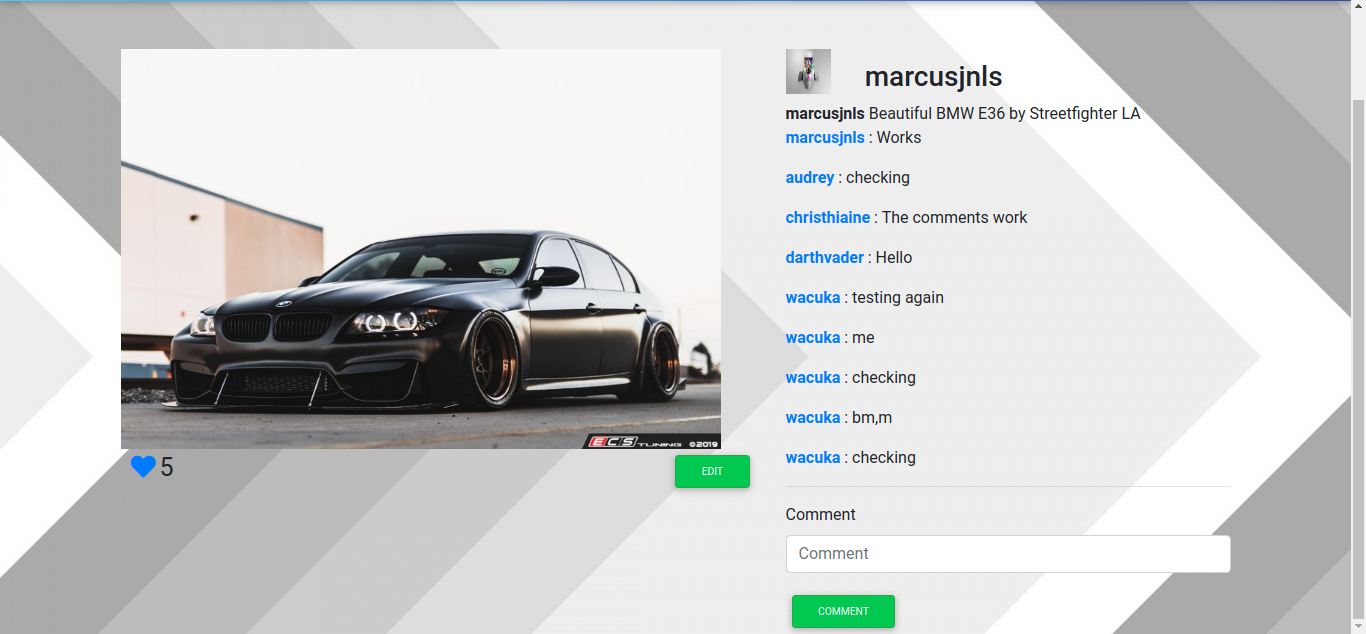 marcusjnls
marcusjnls Beautiful BMW E36 by Streetfighter LA
marcusjnls : Works
audrey : checking
christhiaine : The comments work
darthvader : Hello
wacuka : testing again
wacuka : me
wacuka : checking
wacuka : bm,m
wacuka : checking
ECS TUNING ©2019
5
EDIT
Comment
Comment
COMMENT